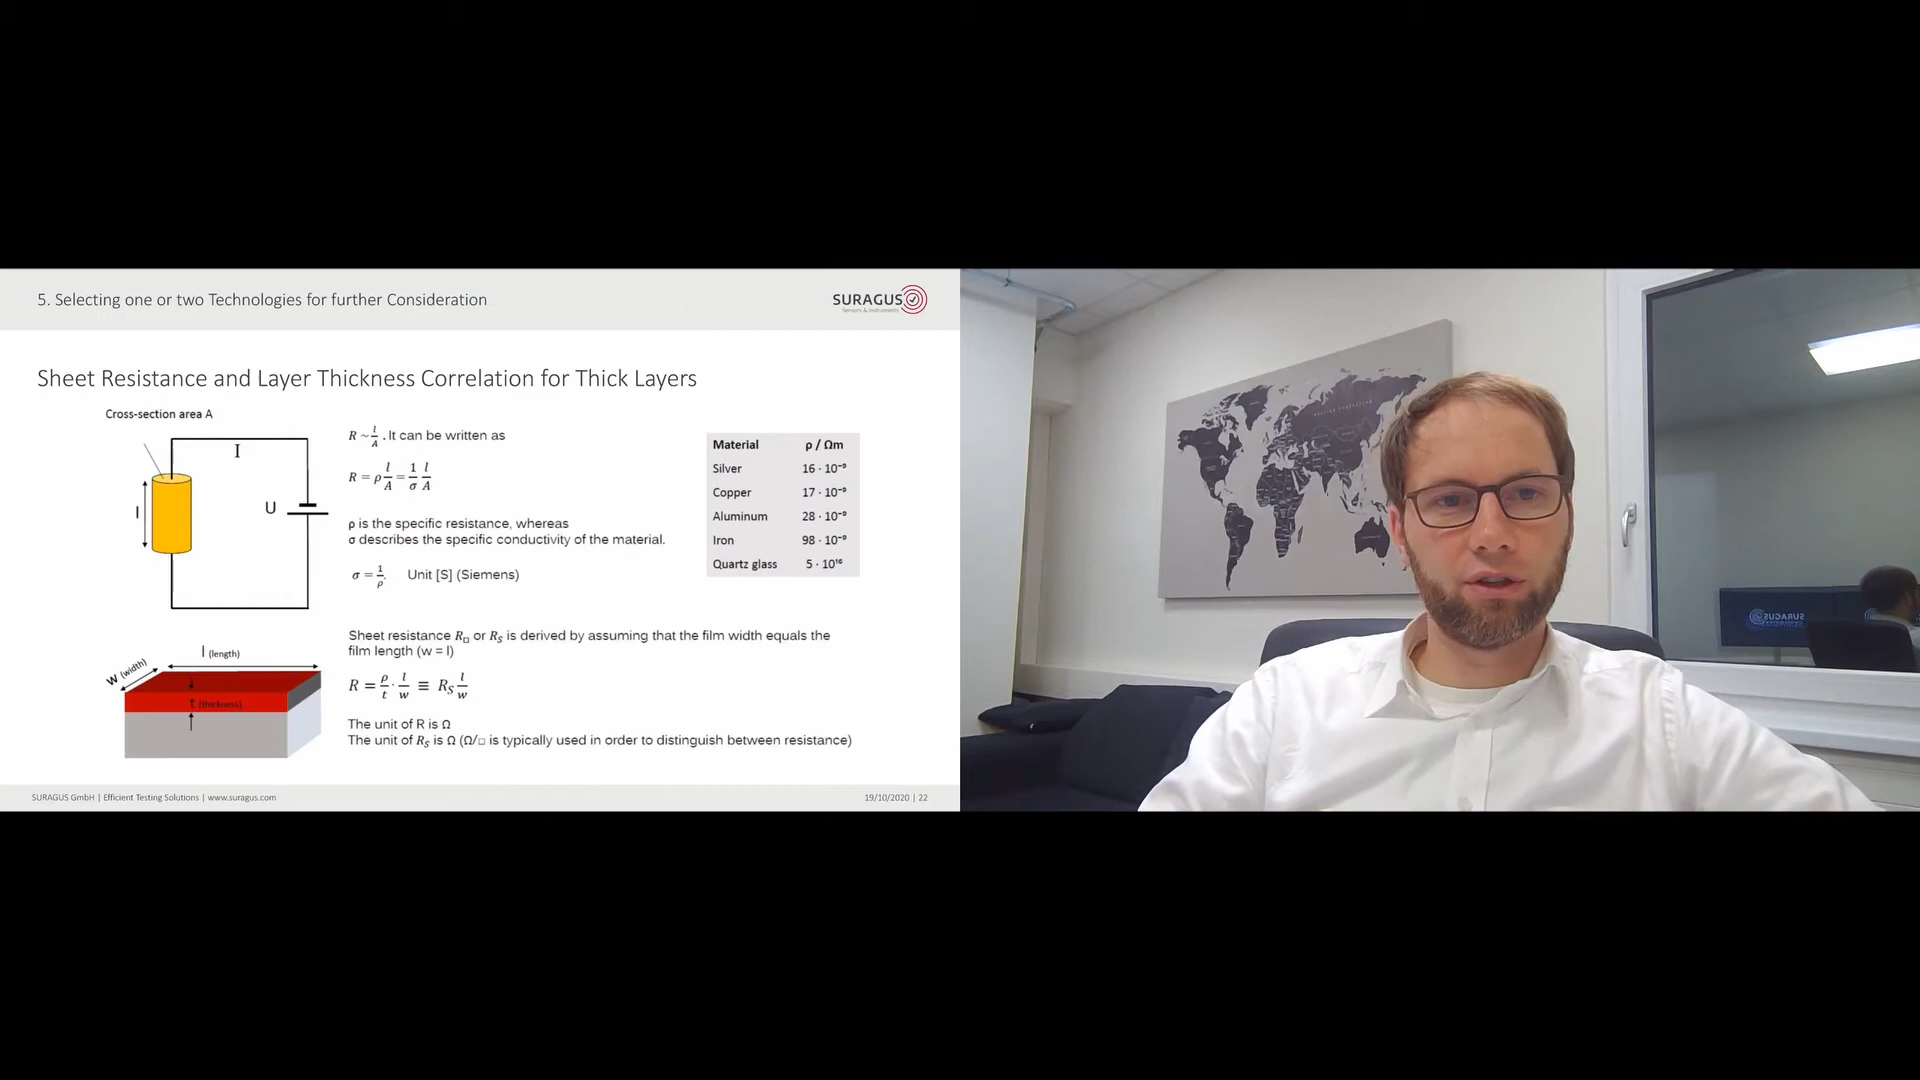 5. Selecting one or two Technologies for further Consideration
SURAGUS
Sensors & Instruments
Sheet Resistance and Layer Thickness Correlation for Thick Layers
Cross-section area A
I
l
U
R ~ l/A . It can be written as
R = ρ l/A = 1/σ l/A
ρ is the specific resistance, whereas
σ describes the specific conductivity of the material.
σ = 1/ρ. Unit [S] (Siemens)
Material ρ / Ωm
Silver 16 · 10⁻⁹
Copper 17 · 10⁻⁹
Aluminum 28 · 10⁻⁹
Iron 98 · 10⁻⁹
Quartz glass 5 · 10¹⁶
l (length)
w (width)
t (thickness)
Sheet resistance R□ or Rs is derived by assuming that the film width equals the
film length (w = l)
R = ρ/t · l/w ≡ Rs l/w
The unit of R is Ω
The unit of Rs is Ω (Ω/□ is typically used in order to distinguish between resistance)
SURAGUS GmbH | Efficient Testing Solutions | www.suragus.com
19/10/2020 | 22
SURAGUS